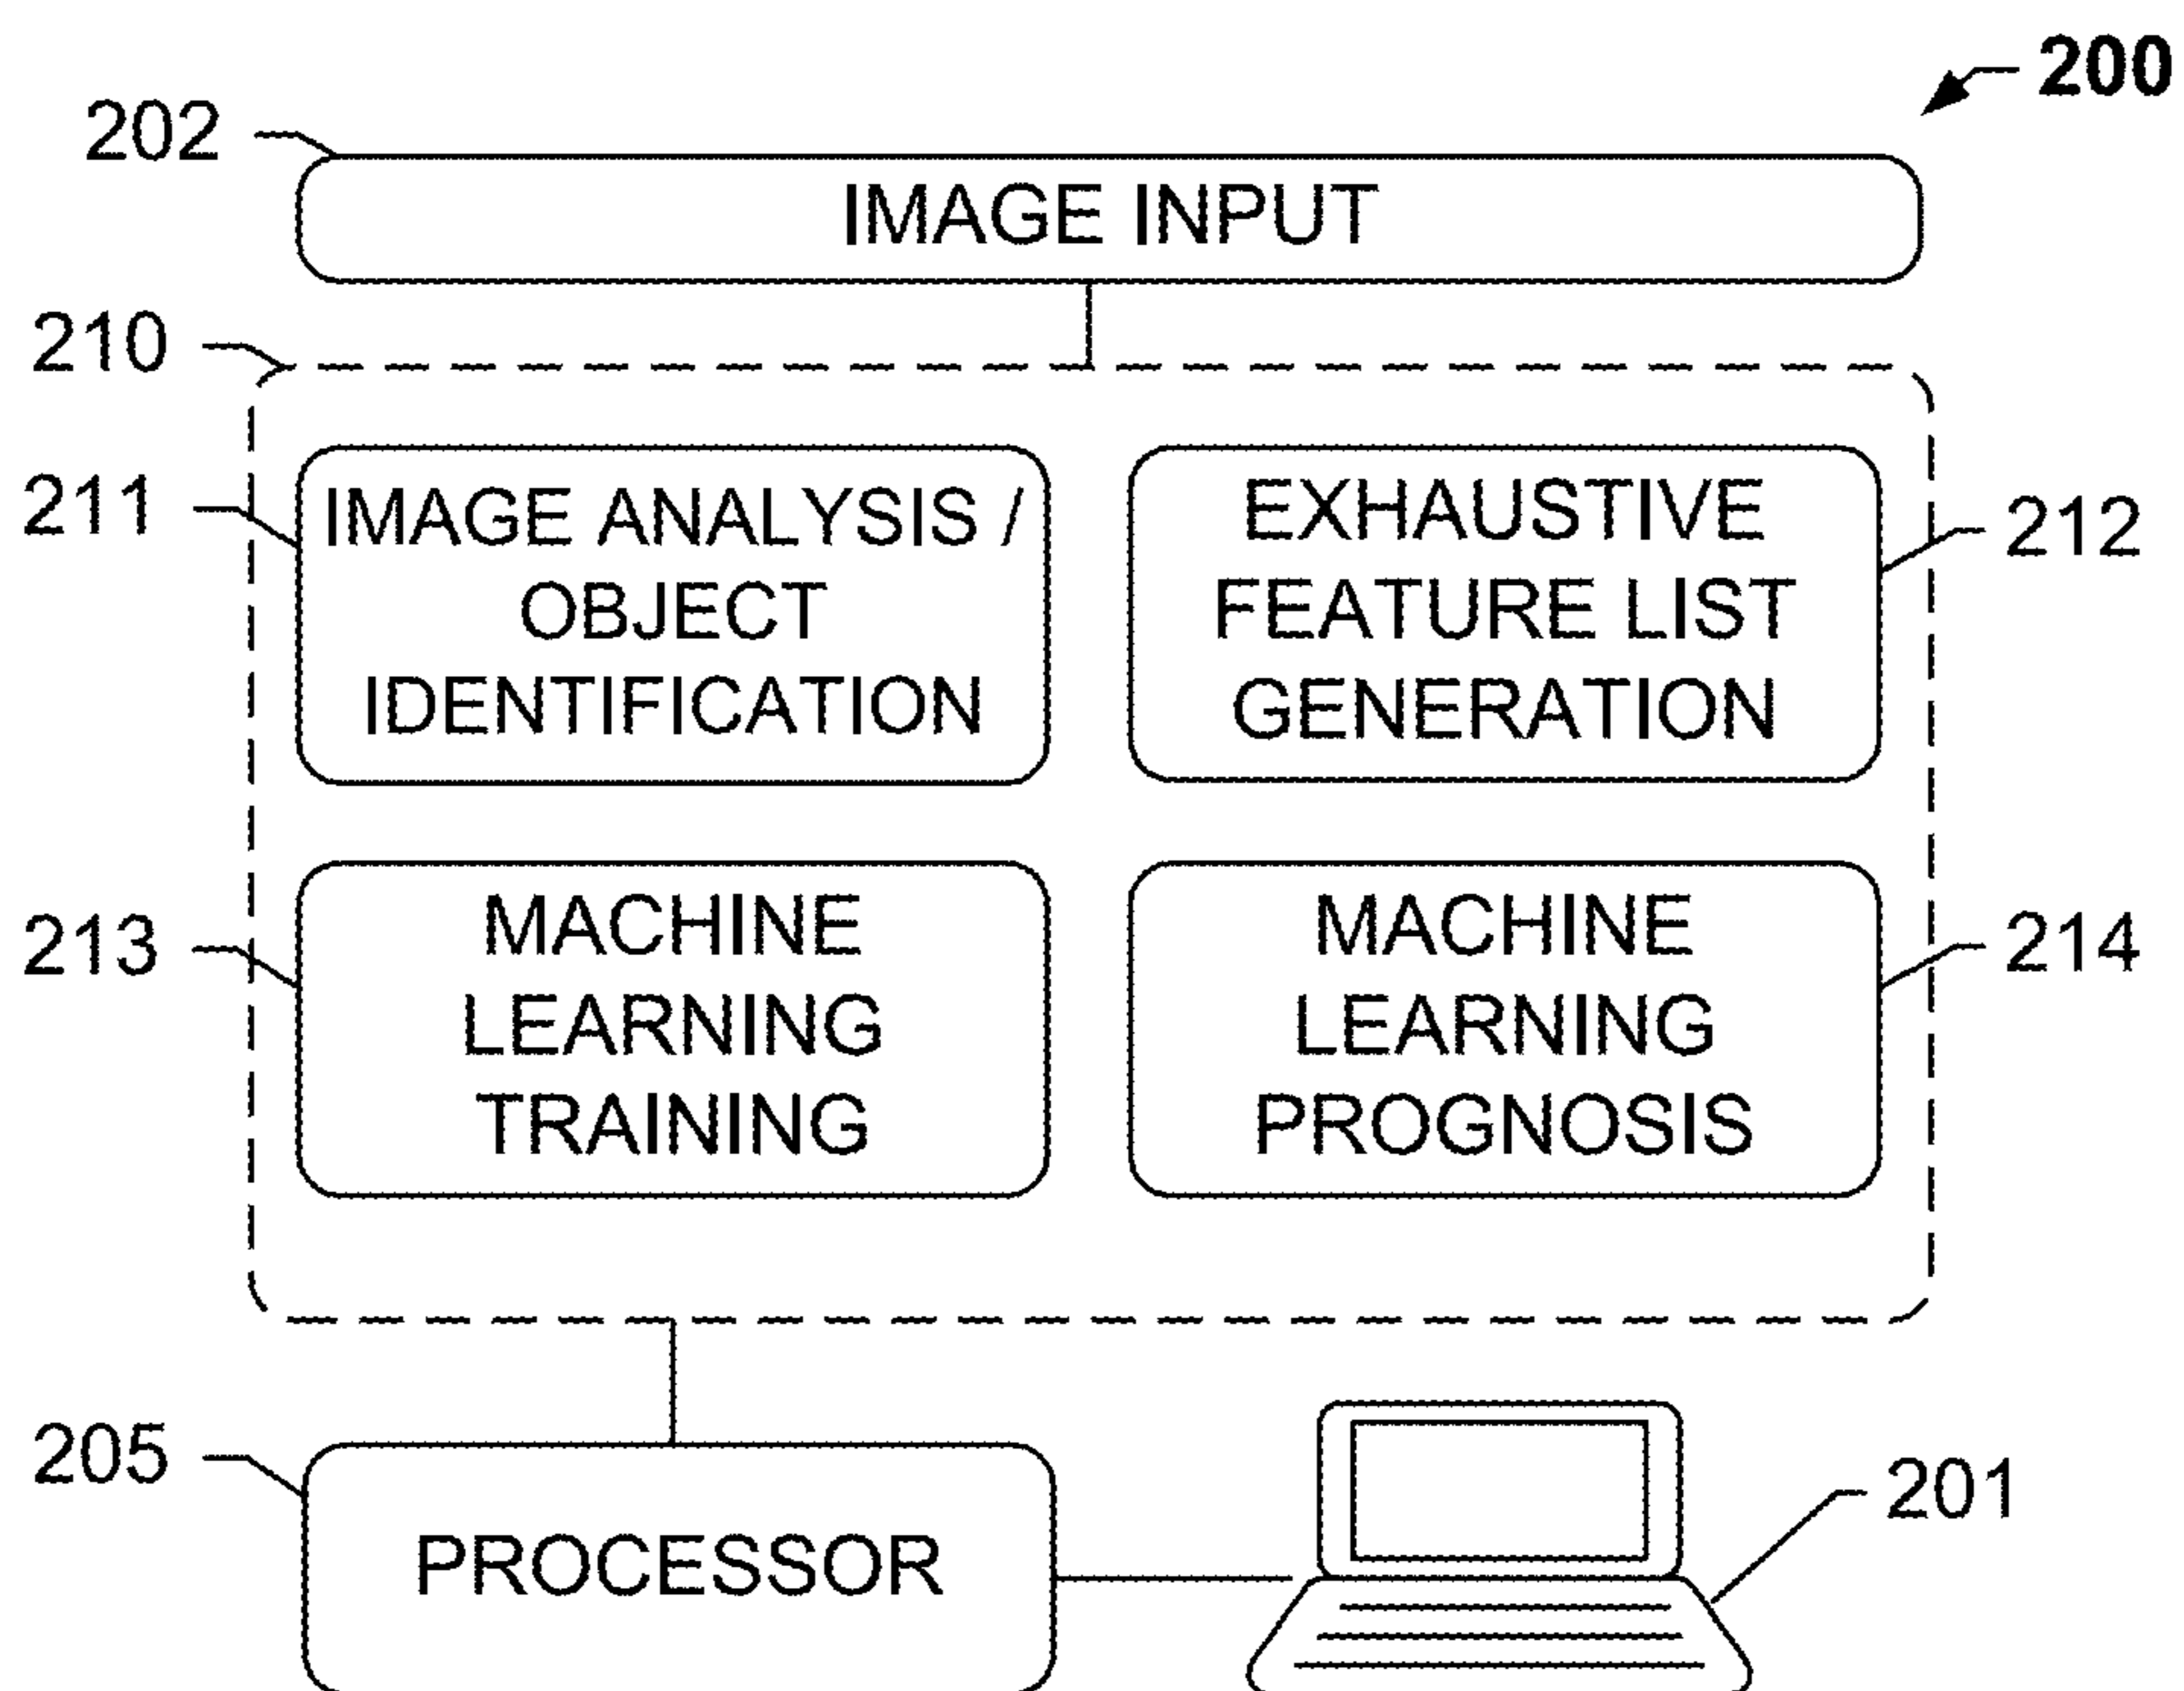 200
202
IMAGE INPUT
210
211
IMAGE ANALYSIS /
OBJECT
IDENTIFICATION
EXHAUSTIVE
FEATURE LIST
GENERATION
212
213
MACHINE
LEARNING
TRAINING
MACHINE
LEARNING
PROGNOSIS
214
205
PROCESSOR
201